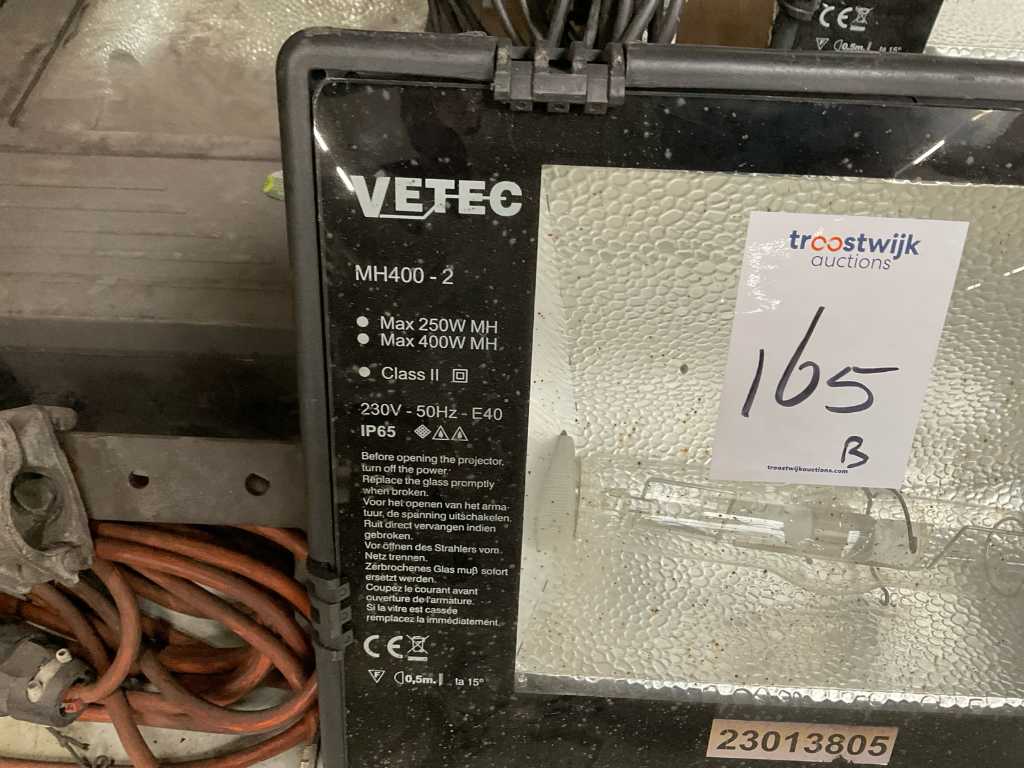 CE
0,5m. ta 15°
VETEC
MH400 - 2
Max 250W MH
Max 400W MH
Class II
230V - 50Hz - E40
IP65
Before opening the projector,
turn off the power.
Replace the glass promptly
when broken.
Voor het openen van het arma-
tuur, de spanning uitschakelen.
Ruit direct vervangen indien
gebroken.
Vor öffnen des Strahlers vom
Netz trennen.
Zerbrochenes Glas muß sofort
ersetzt werden.
Coupez le courant avant
ouverture de l'armature.
Si la vitre est cassée
remplacez la immédiatement.
CE
F 0,5m. ta 15°
troostwijk
auctions
165
B
troostwijkauctions.com
23013805